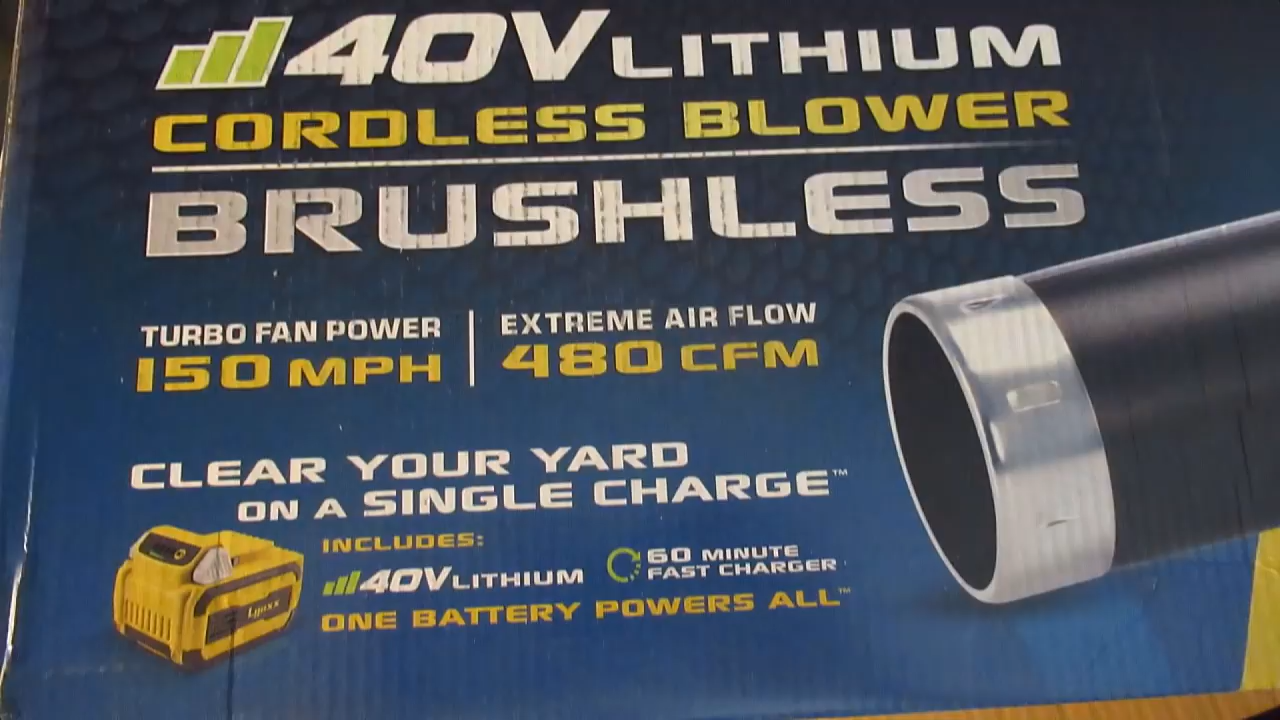 40V LITHIUM
CORDLESS BLOWER
BRUSHLESS
TURBO FAN POWER
150 MPH
EXTREME AIR FLOW
480 CFM
CLEAR YOUR YARD
ON A SINGLE CHARGE™
INCLUDES:
40V LITHIUM
60 MINUTE
FAST CHARGER
ONE BATTERY POWERS ALL™
Lynxx